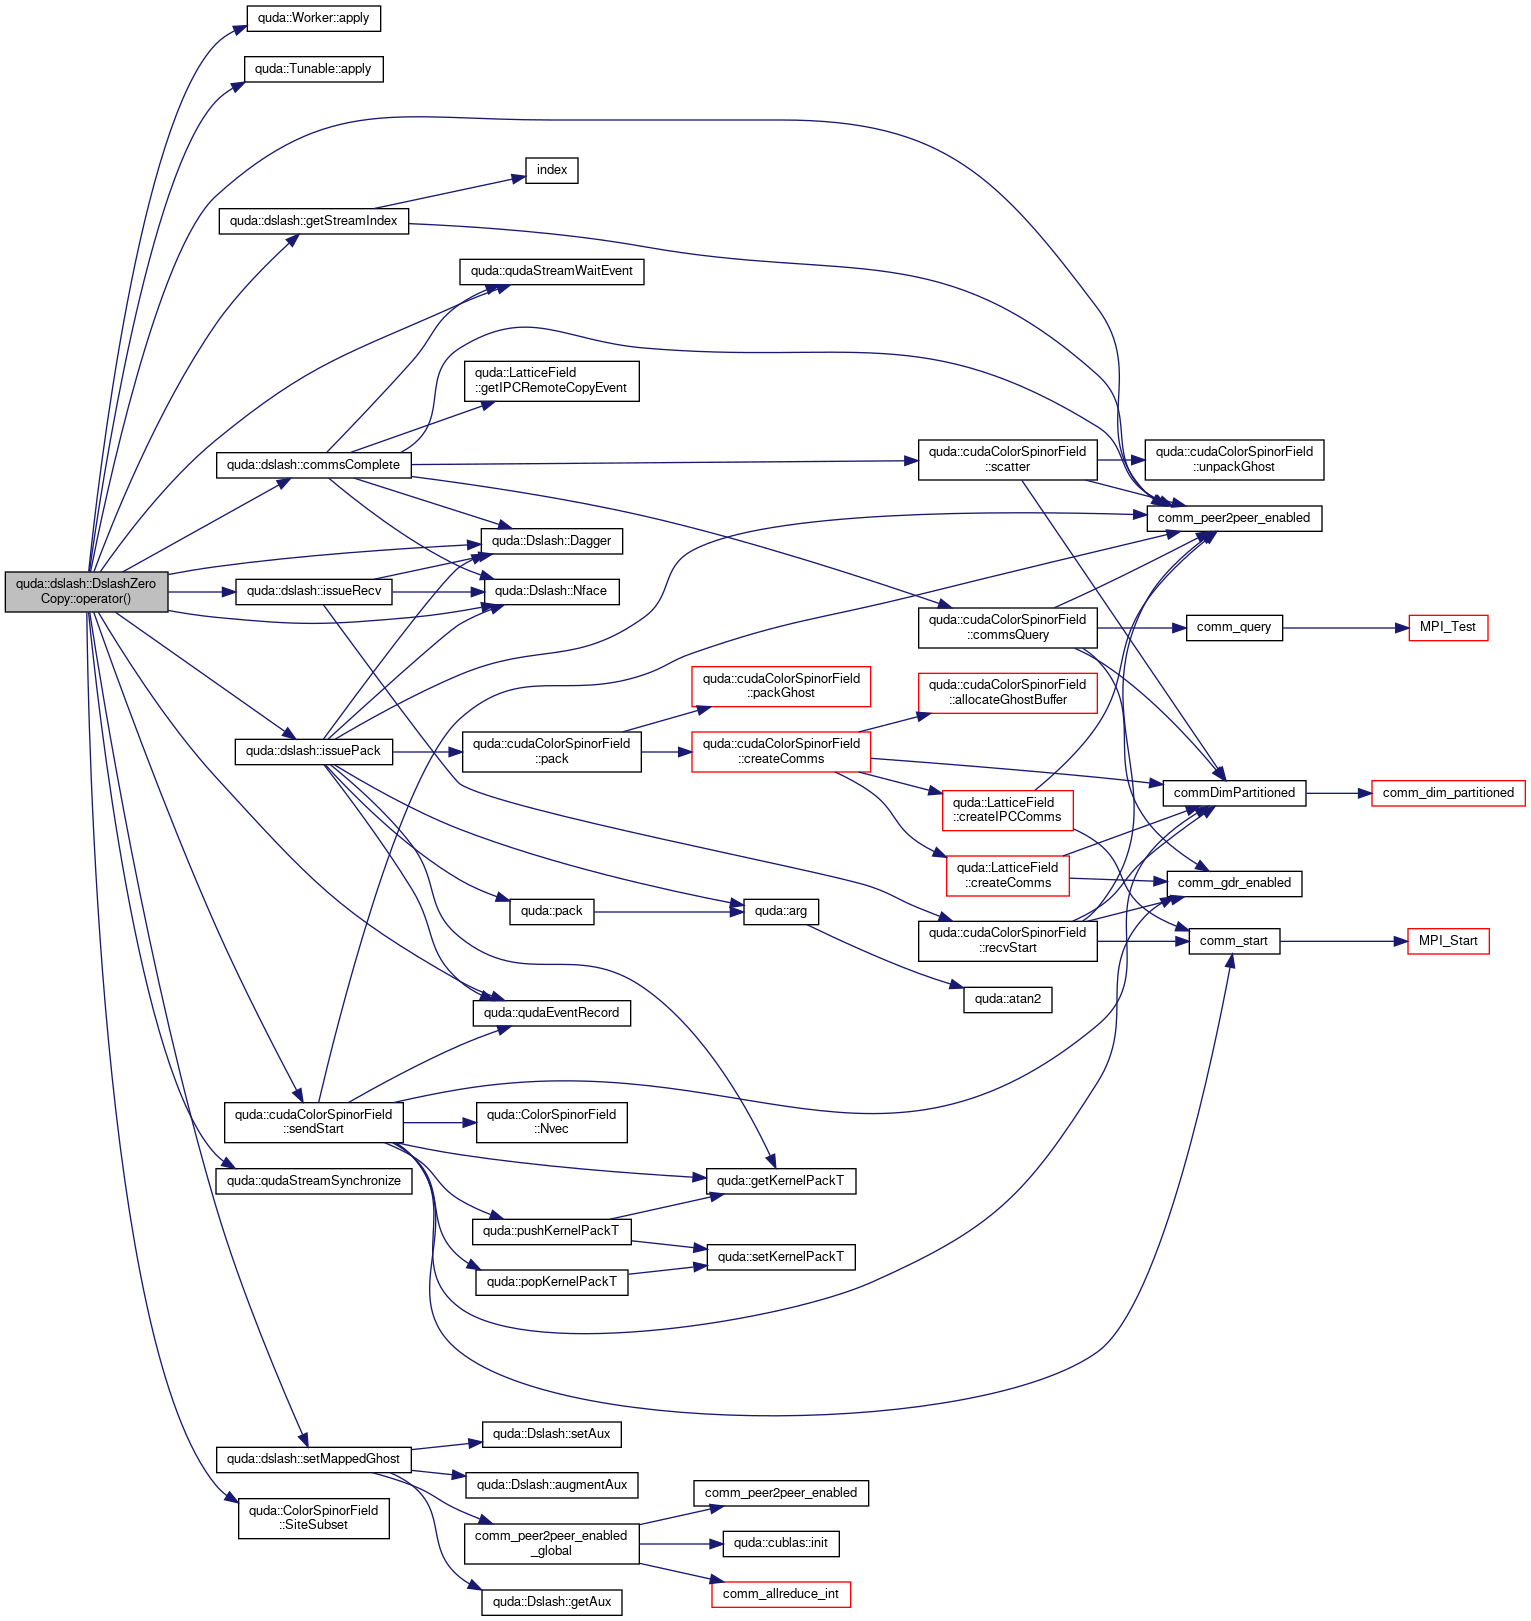 quda::Worker::apply
quda::Tunable::apply
index
quda::dslash::getStreamIndex
quda::qudaStreamWaitEvent
quda::LatticeField
::getIPCRemoteCopyEvent
quda::dslash::commsComplete
quda::cudaColorSpinorField
::scatter
quda::cudaColorSpinorField
::unpackGhost
comm_peer2peer_enabled
quda::Dslash::Dagger
quda::dslash::DslashZero
Copy::operator()
quda::dslash::issueRecv
quda::Dslash::Nface
quda::cudaColorSpinorField
::commsQuery
comm_query
MPI_Test
quda::cudaColorSpinorField
::packGhost
quda::cudaColorSpinorField
::allocateGhostBuffer
quda::dslash::issuePack
quda::cudaColorSpinorField
::pack
quda::cudaColorSpinorField
::createComms
quda::LatticeField
::createIPCComms
commDimPartitioned
comm_dim_partitioned
quda::LatticeField
::createComms
comm_gdr_enabled
quda::pack
quda::arg
quda::cudaColorSpinorField
::recvStart
comm_start
MPI_Start
quda::atan2
quda::qudaEventRecord
quda::cudaColorSpinorField
::sendStart
quda::ColorSpinorField
::Nvec
quda::qudaStreamSynchronize
quda::getKernelPackT
quda::pushKernelPackT
quda::setKernelPackT
quda::popKernelPackT
quda::Dslash::setAux
quda::dslash::setMappedGhost
quda::Dslash::augmentAux
comm_peer2peer_enabled
quda::ColorSpinorField
::SiteSubset
comm_peer2peer_enabled
_global
quda::cublas::init
comm_allreduce_int
quda::Dslash::getAux